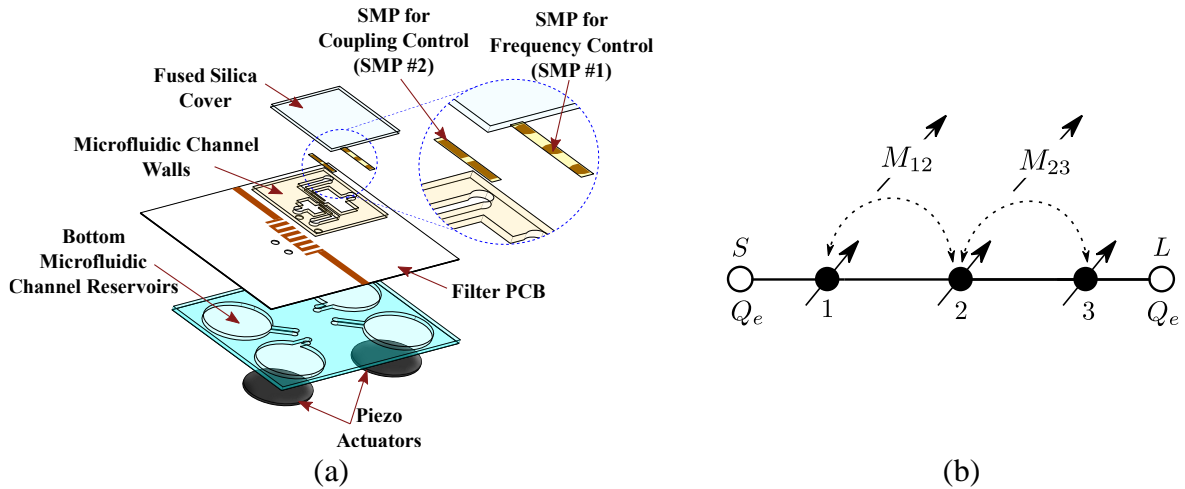 SMP for
Coupling Control
(SMP #2)
SMP for
Frequency Control
(SMP #1)
Fused Silica
Cover
Microfluidic Channel
Walls
Bottom
Microfluidic
Channel Reservoirs
Filter PCB
Piezo
Actuators
(a)
M12
M23
S
L
Qe
1
2
3
Qe
(b)